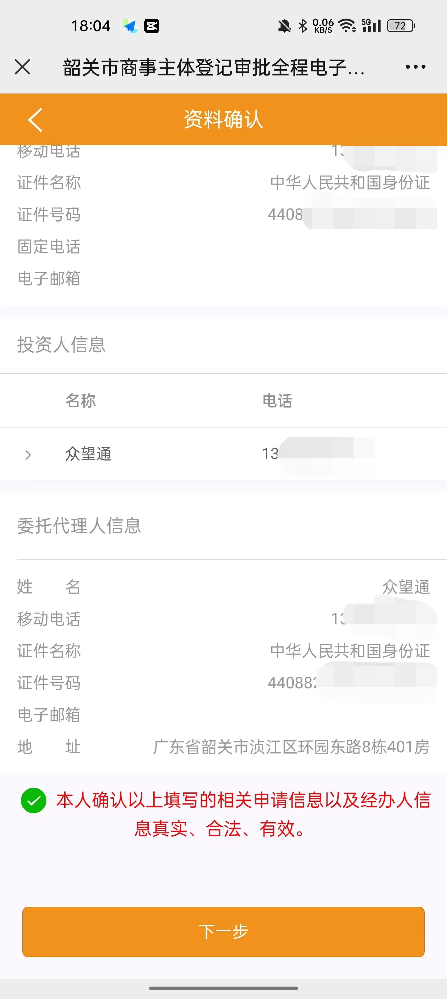 18:04
0.06
KB/S
5G
72
韶关市商事主体登记审批全程电子...
资料确认
移动电话 13
证件名称 中华人民共和国身份证
证件号码 4408
固定电话
电子邮箱
投资人信息
名称 电话
众望通 13
委托代理人信息
姓 名 众望通
移动电话 13
证件名称 中华人民共和国身份证
证件号码 440882
电子邮箱
地 址 广东省韶关市浈江区环园东路8栋401房
本人确认以上填写的相关申请信息以及经办人信
息真实、合法、有效。
下一步